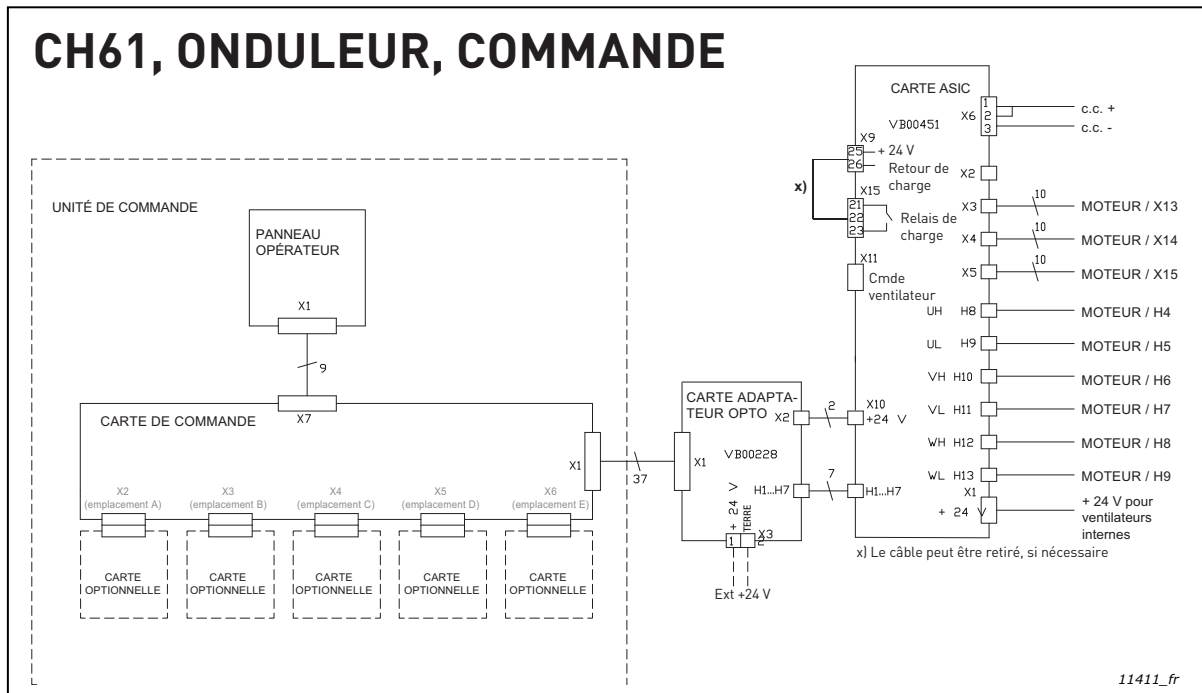 CH61, ONDULEUR, COMMANDE
UNITÉ DE COMMANDE
PANNEAU
OPÉRATEUR
X1
9
X7
CARTE DE COMMANDE
X1
37
X2
(emplacement A)
X3
(emplacement B)
X4
(emplacement C)
X5
(emplacement D)
X6
(emplacement E)
CARTE
OPTIONNELLE
CARTE
OPTIONNELLE
CARTE
OPTIONNELLE
CARTE
OPTIONNELLE
CARTE
OPTIONNELLE
CARTE ADAPTA-
TEUR OPTO
X2
2
X1
VB00228
H1...H7
7
+ 24 V
TERRE
X3
1
2
Ext +24 V
CARTE ASIC
VB00451
X6
1
2
3
c.c. +
c.c. -
X9
25
+ 24 V
26
Retour de
charge
x)
X15
21
22
23
Relais de
charge
X11
Cmde
ventilateur
X10
+24 V
H1...H7
X2
X3
10
MOTEUR / X13
X4
10
MOTEUR / X14
X5
10
MOTEUR / X15
UH H8
MOTEUR / H4
UL H9
MOTEUR / H5
VH H10
MOTEUR / H6
VL H11
MOTEUR / H7
WH H12
MOTEUR / H8
WL H13
MOTEUR / H9
X1
+ 24 V
+ 24 V pour
ventilateurs
internes
x) Le câble peut être retiré, si nécessaire
11411_fr